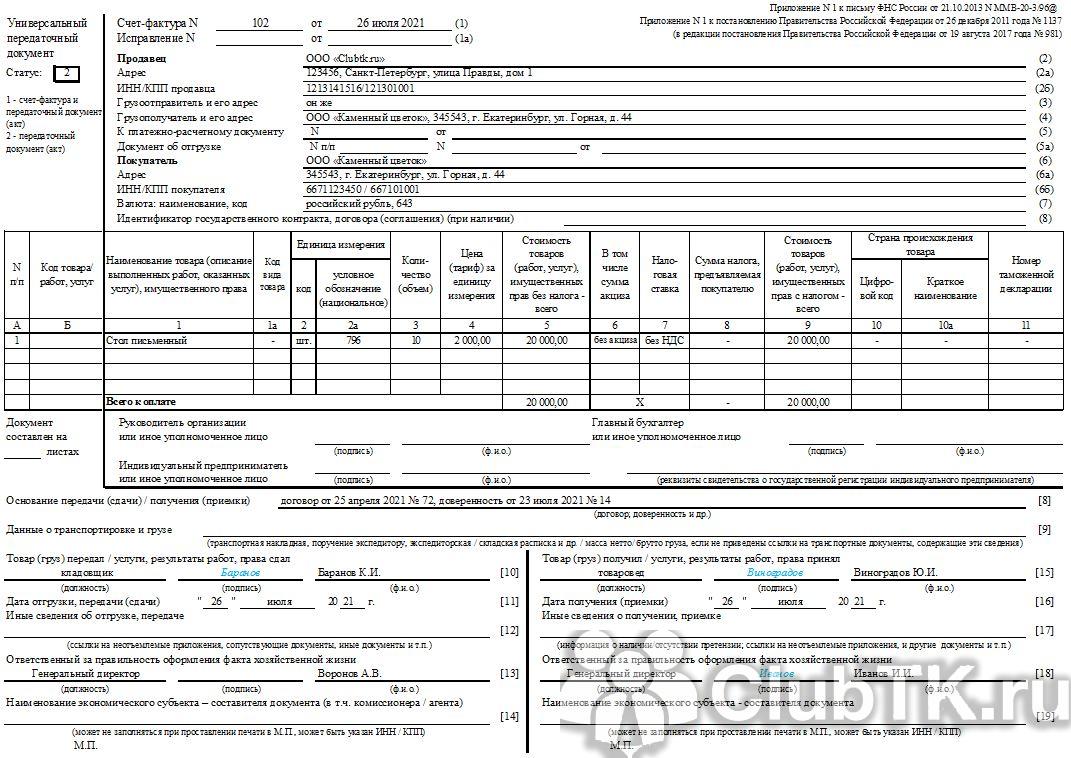 Приложение N 1 к письму ФНС России от 21.10.2013 N ММВ-20-3/96@
Приложение N 1 к постановлению Правительства Российской Федерации от 26 декабря 2011 года № 1137
(в редакции постановления Правительства Российской Федерации от 19 августа 2017 года № 981)
Универсальный передаточный документ
Статус: 2
1 - счет-фактура и передаточный документ (акт)
2 - передаточный документ (акт)
Счет-фактура N 102 от 26 июля 2021 (1)
Исправление N от (1а)
Продавец ООО «Clubtk.ru» (2)
Адрес 123456, Санкт-Петербург, улица Правды, дом 1 (2а)
ИНН/КПП продавца 1213141516/121301001 (2б)
Грузоотправитель и его адрес он же (3)
Грузополучатель и его адрес ООО «Каменный цветок», 345543, г. Екатеринбург, ул. Горная, д. 44 (4)
К платежно-расчетному документу N от (5)
Документ об отгрузке N п/п N от (5а)
Покупатель ООО «Каменный цветок» (6)
Адрес 345543, г. Екатеринбург, ул. Горная, д. 44 (6а)
ИНН/КПП покупателя 6671123450 / 667101001 (6б)
Валюта: наименование, код российский рубль, 643 (7)
Идентификатор государственного контракта, договора (соглашения) (при наличии) (8)
N п/п
Код товара/ работ, услуг
Наименование товара (описание выполненных работ, оказанных услуг), имущественного права
Код вида товара
Единица измерения
код
условное обозначение (национальное)
Коли-чество (объем)
Цена (тариф) за единицу измерения
Стоимость товаров (работ, услуг), имущественных прав без налога - всего
В том числе сумма акциза
Нало-говая ставка
Сумма налога, предъявляемая покупателю
Стоимость товаров (работ, услуг), имущественных прав с налогом - всего
Страна происхождения товара
Цифро-вой код
Краткое наименование
Номер таможенной декларации
А Б 1 1а 2 2а 3 4 5 6 7 8 9 10 10а 11
1 Стол письменный - шт. 796 10 2 000,00 20 000,00 без акциза без НДС - 20 000,00 - - -
Всего к оплате 20 000,00 Х - 20 000,00
Документ составлен на листах
Руководитель организации или иное уполномоченное лицо
(подпись) (ф.и.о.)
Главный бухгалтер или иное уполномоченное лицо
(подпись) (ф.и.о.)
Индивидуальный предприниматель или иное уполномоченное лицо
(подпись) (ф.и.о.) (реквизиты свидетельства о государственной регистрации индивидуального предпринимателя)
Основание передачи (сдачи) / получения (приемки) договор от 25 апреля 2021 № 72, доверенность от 23 июля 2021 № 14 [8]
(договор; доверенность и др.)
Данные о транспортировке и грузе [9]
(транспортная накладная, поручение экспедитору, экспедиторская / складская расписка и др. / масса нетто/ брутто груза, если не приведены ссылки на транспортные документы, содержащие эти сведения)
Товар (груз) передал / услуги, результаты работ, права сдал
кладовщик Баранов Баранов К.И. [10]
(должность) (подпись) (ф.и.о.)
Дата отгрузки, передачи (сдачи) " 26 " июля 20 21 г. [11]
Иные сведения об отгрузке, передаче
[12]
(ссылки на неотъемлемые приложения, сопутствующие документы, иные документы и т.п.)
Ответственный за правильность оформления факта хозяйственной жизни
Генеральный директор Воронов А.В. [13]
(должность) (подпись) (ф.и.о.)
Наименование экономического субъекта – составителя документа (в т.ч. комиссионера / агента)
[14]
(может не заполняться при проставлении печати в М.П., может быть указан ИНН / КПП)
М.П.
Товар (груз) получил / услуги, результаты работ, права принял
товаровед Виноградов Виноградов Ю.И. [15]
(должность) (подпись) (ф.и.о.)
Дата получения (приемки) " 26 " июля 20 21 г. [16]
Иные сведения о получении, приемке
[17]
(информация о наличии/отсутствии претензии; ссылки на неотъемлемые приложения, и другие документы и т.п.)
Ответственный за правильность оформления факта хозяйственной жизни
Генеральный директор Иванов Иванов И.И. [18]
(должность) (подпись) (ф.и.о.)
Наименование экономического субъекта - составителя документа
[19]
(может не заполняться при проставлении печати в М.П., может быть указан ИНН / КПП)
М.П.
ClubTK.ru